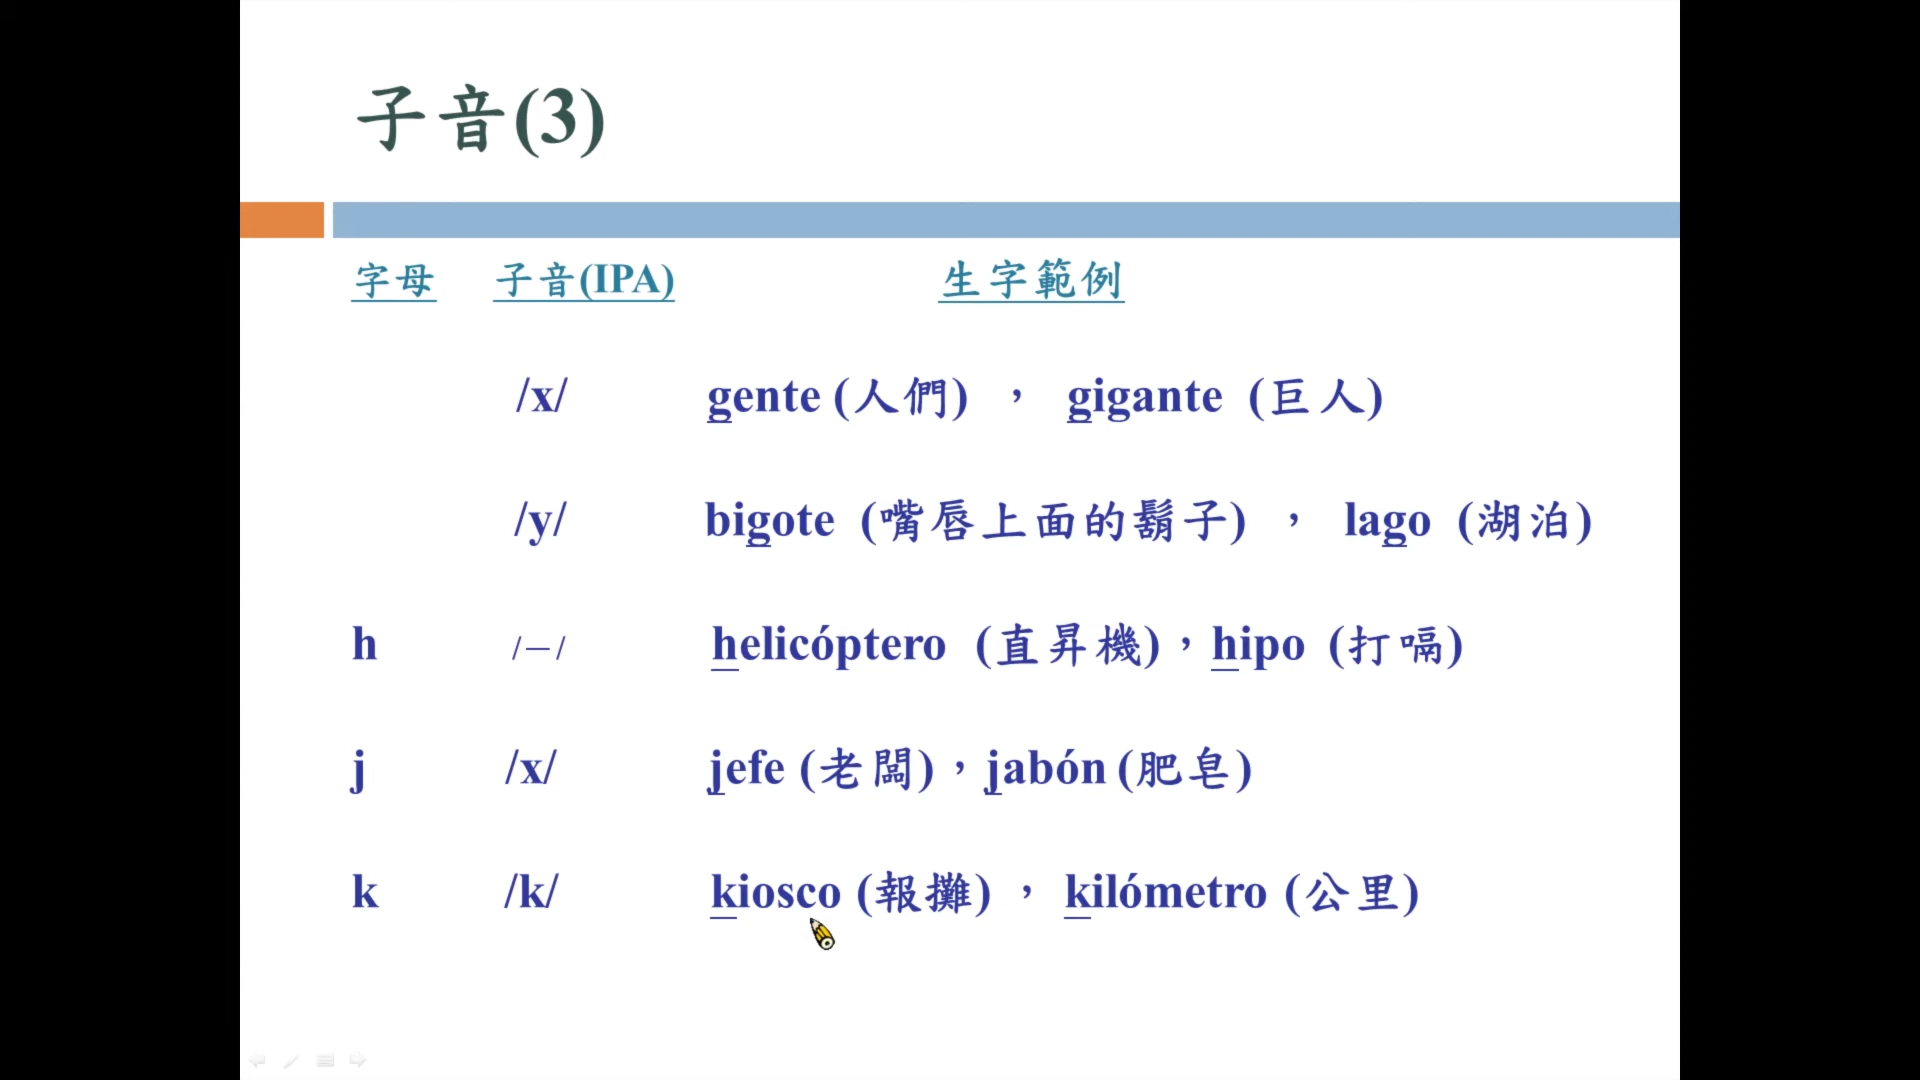 子音(3)
字母 子音(IPA) 生字範例
/x/ gente (人們) , gigante (巨人)
/y/ bigote (嘴唇上面的鬍子) , lago (湖泊)
h /—/ helicóptero (直昇機),hipo (打嗝)
j /x/ jefe (老闆),jabón (肥皂)
k /k/ kiosco (報攤) , kilómetro (公里)